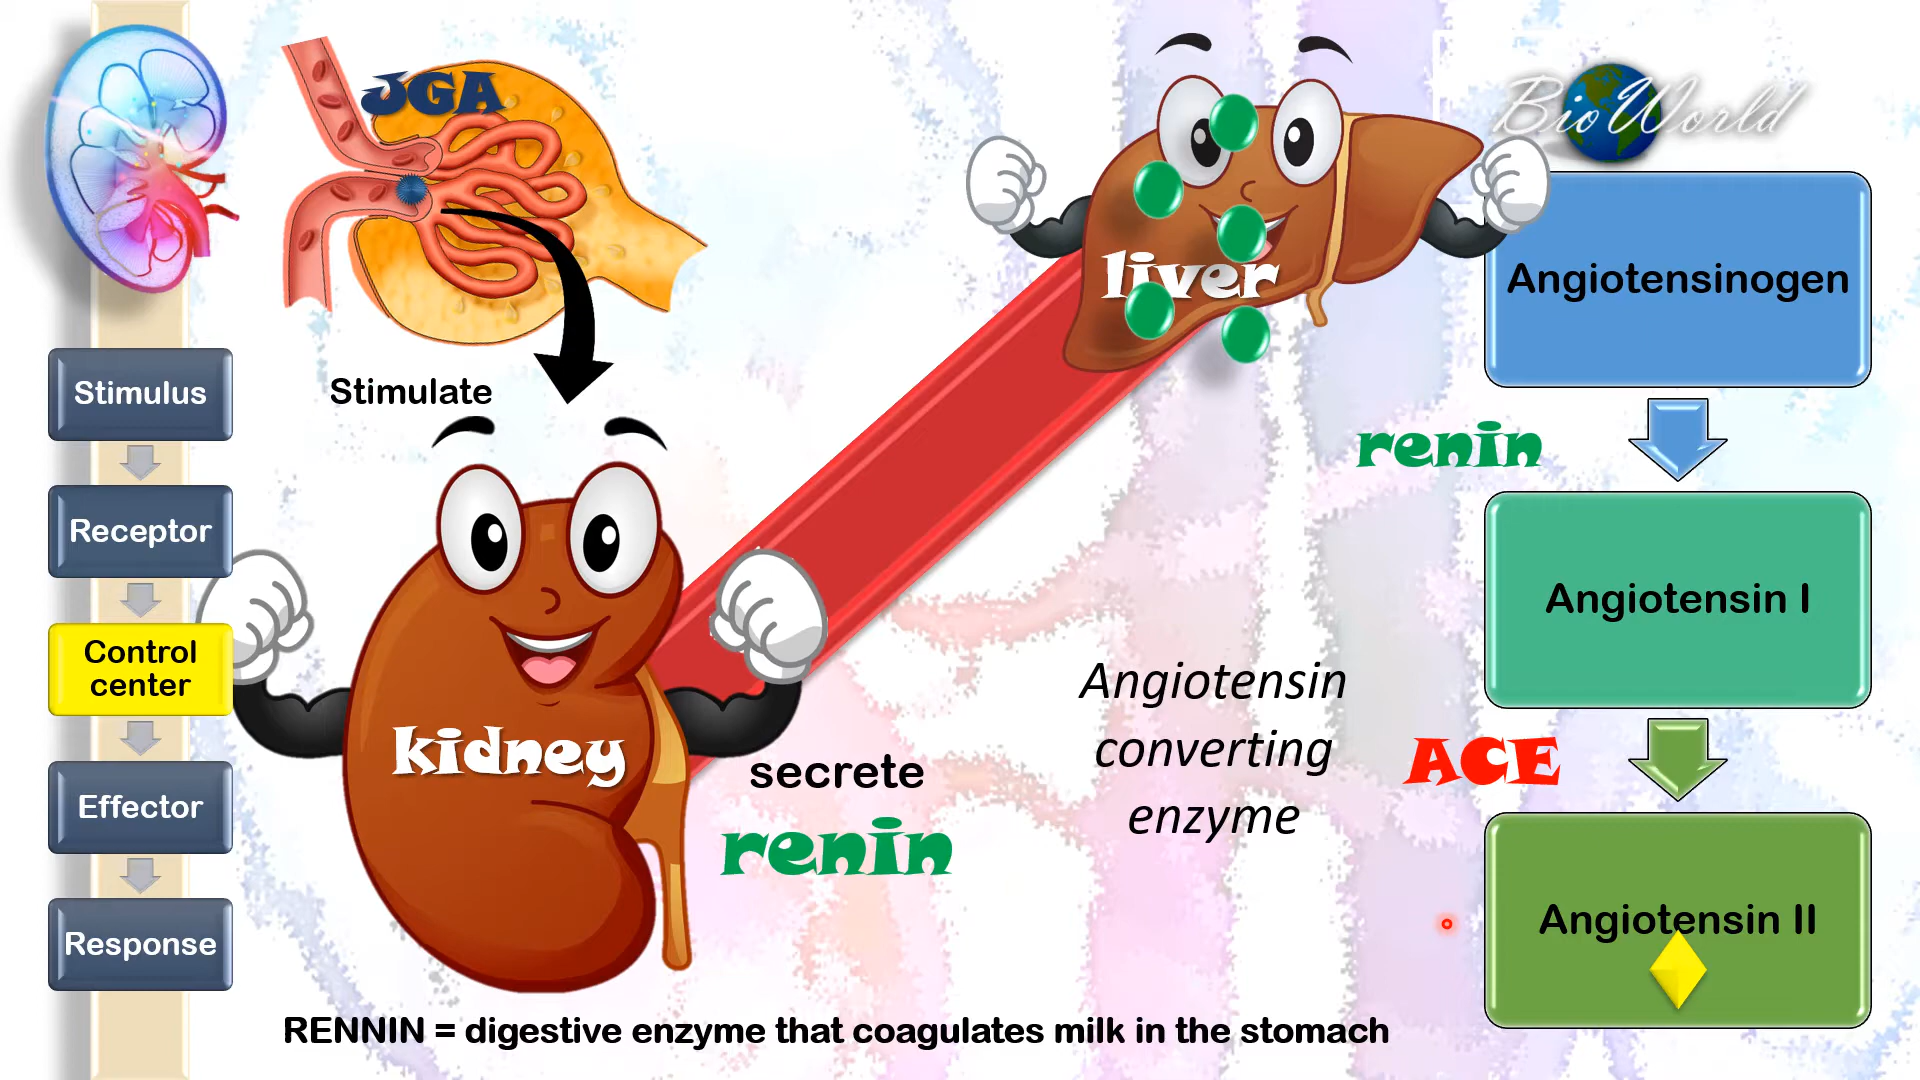 JGA
BioWorld
Stimulus
Receptor
Control
center
Effector
Response
Stimulate
kidney
secrete
renin
liver
Angiotensinogen
renin
Angiotensin I
Angiotensin
converting
enzyme
ACE
Angiotensin II
RENNIN = digestive enzyme that coagulates milk in the stomach